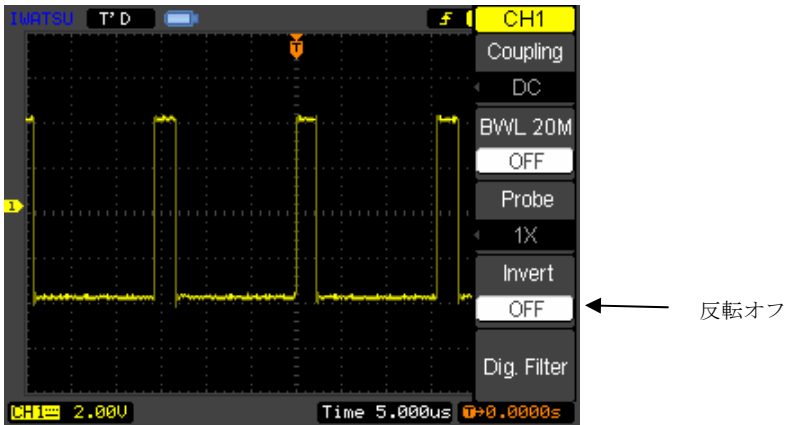 IWATSU T'D
T
CH1
Coupling
DC
BWL 20M
OFF
Probe
1X
Invert
OFF
反転オフ
Dig. Filter
1
CH1 2.00V Time 5.000us T→0.0000s